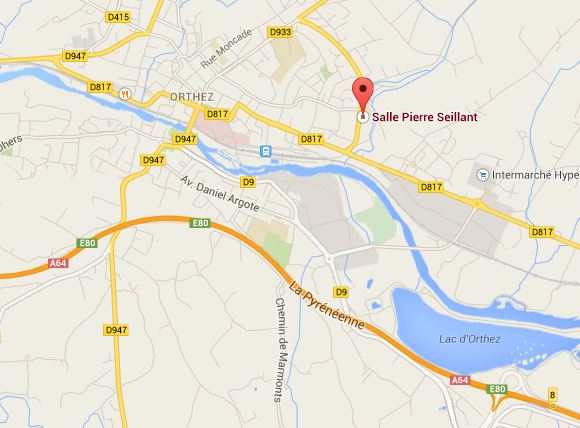 D415
D947
D933
Rue Moncade
D817
ORTHEZ
D817
Salle Pierre Seillant
D947
D817
D947
D9
Intermarché Hype
D817
Av. Daniel Argote
E80
E80
D817
A64
La Pyrénéenne
D9
Chemin de Marmonts
D947
Lac d'Orthez
A64
E80
8